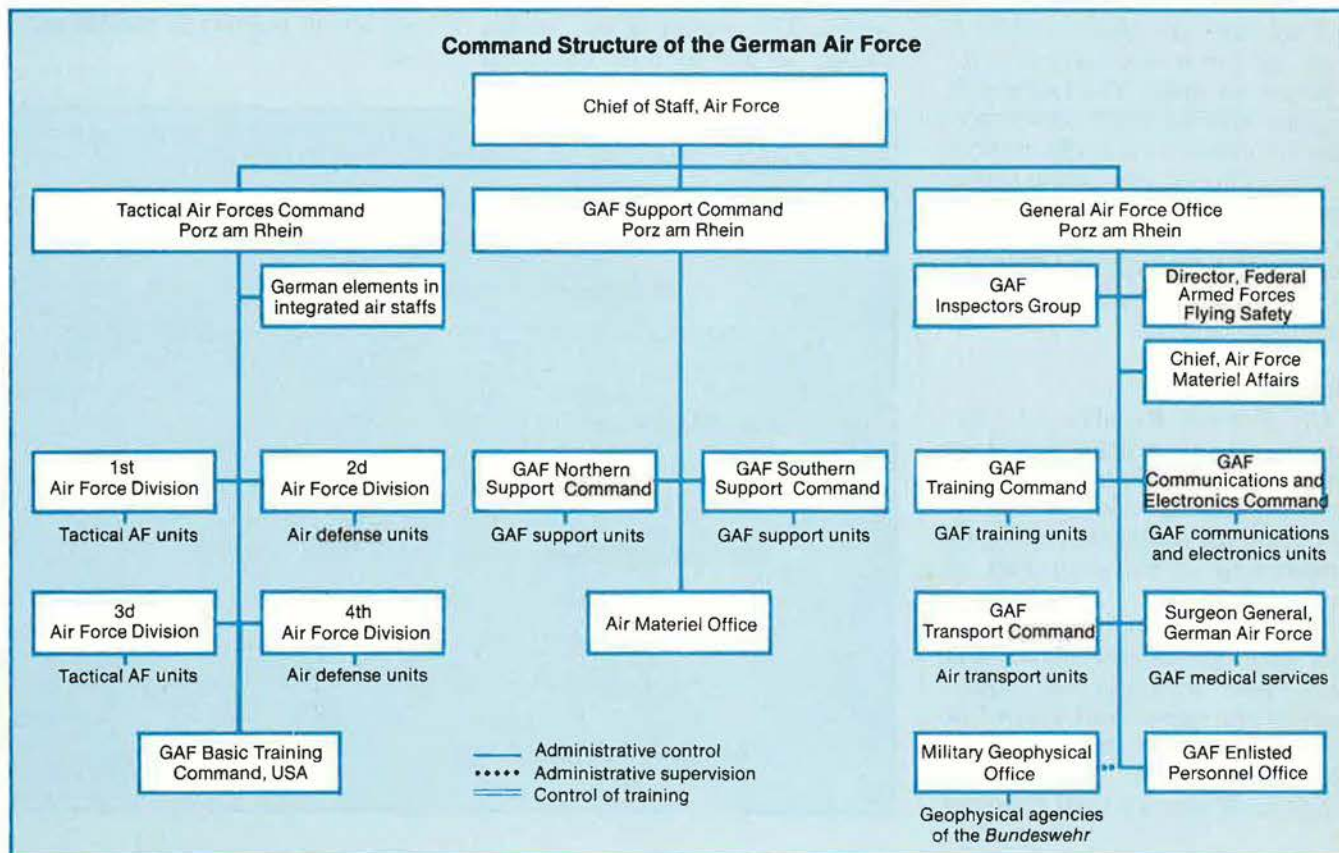 Command Structure of the German Air Force
Chief of Staff, Air Force
Tactical Air Forces Command
Porz am Rhein
GAF Support Command
Porz am Rhein
General Air Force Office
Porz am Rhein
German elements in
integrated air staffs
GAF
Inspectors Group
Director, Federal
Armed Forces
Flying Safety
Chief, Air Force
Materiel Affairs
1st
Air Force Division
Tactical AF units
2d
Air Force Division
Air defense units
GAF Northern
Support Command
GAF support units
GAF Southern
Support Command
GAF support units
GAF
Training Command
GAF training units
GAF
Communications and
Electronics Command
GAF communications
and electronics units
3d
Air Force Division
Tactical AF units
4th
Air Force Division
Air defense units
Air Materiel Office
GAF
Transport Command
Air transport units
Surgeon General,
German Air Force
GAF medical services
GAF Basic Training
Command, USA
Administrative control
Administrative supervision
Control of training
Military Geophysical
Office
Geophysical agencies
of the Bundeswehr
GAF Enlisted
Personnel Office